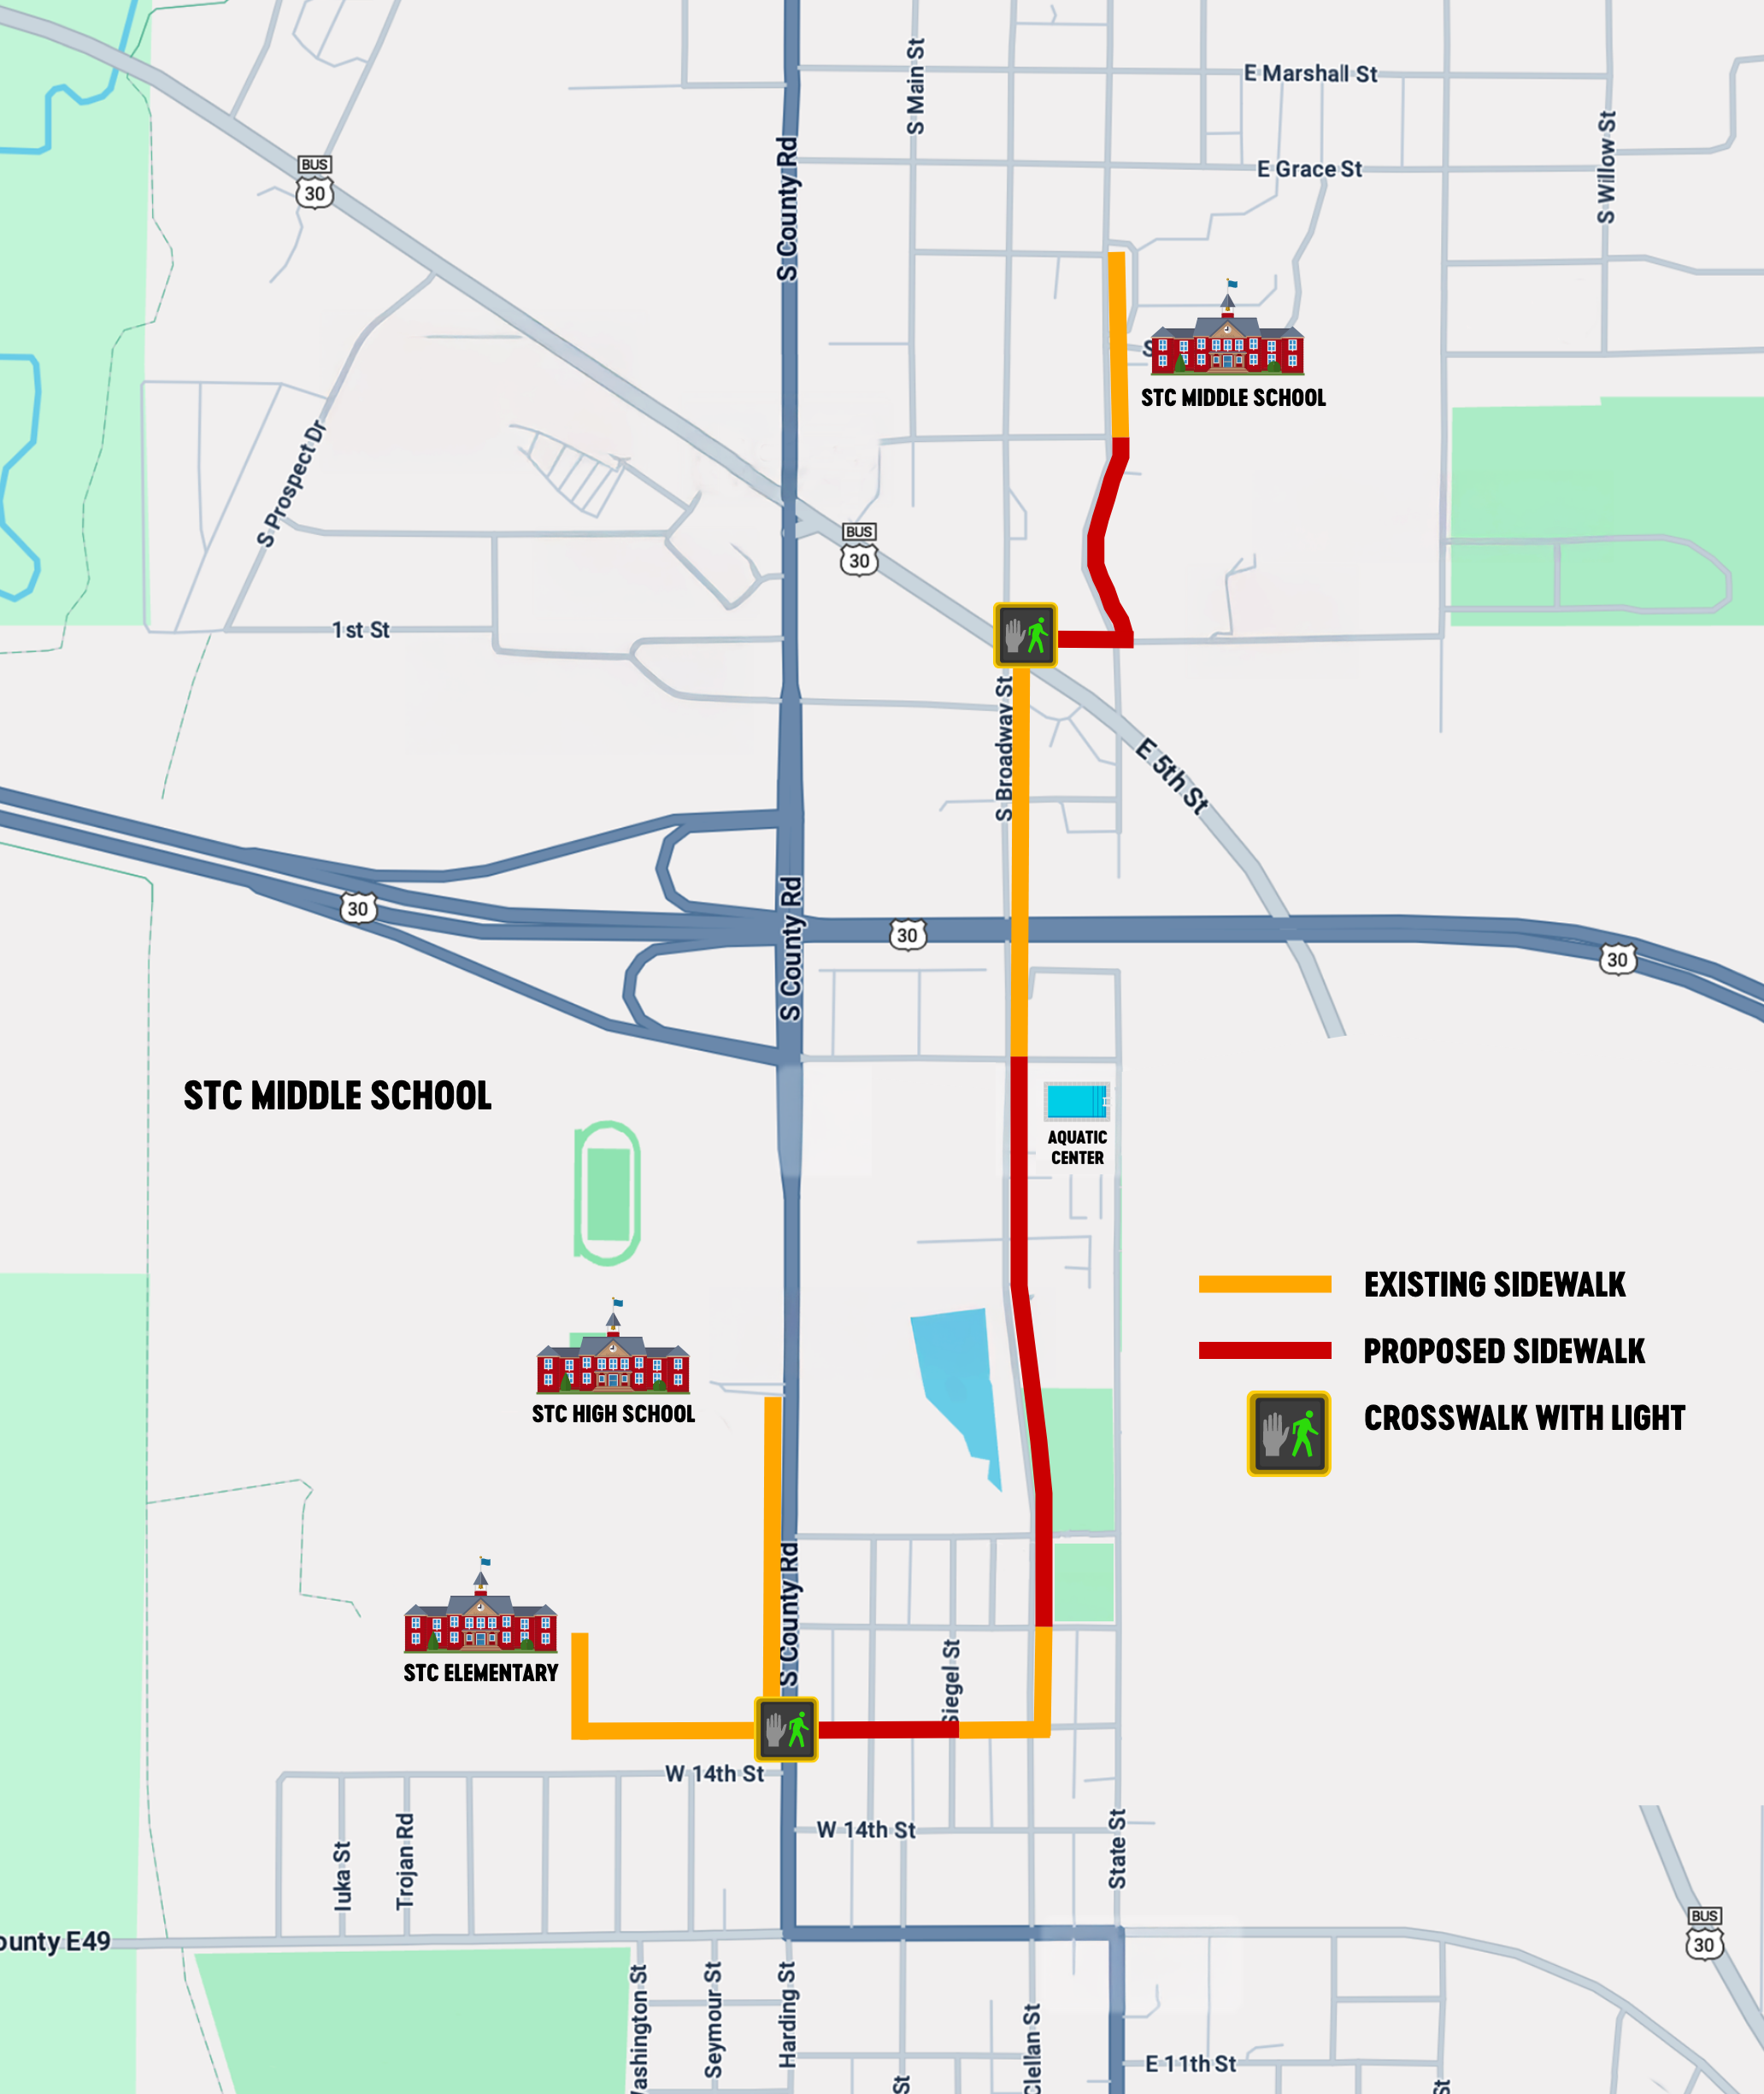 S Main St
E Marshall St
S County Rd
E Grace St
S Willow St
BUS
30
STC MIDDLE SCHOOL
S Prospect Dr
BUS
30
1st St
S Broadway St
E 5th St
30
S County Rd
30
30
STC MIDDLE SCHOOL
AQUATIC
CENTER
EXISTING SIDEWALK
PROPOSED SIDEWALK
CROSSWALK WITH LIGHT
STC HIGH SCHOOL
S County Rd
STC ELEMENTARY
Siegel St
W 14th St
W 14th St
State St
Iuka St
Trojan Rd
ounty E49
BUS
30
ashington St
Seymour St
Harding St
Clellan St
E 11th St
St
St